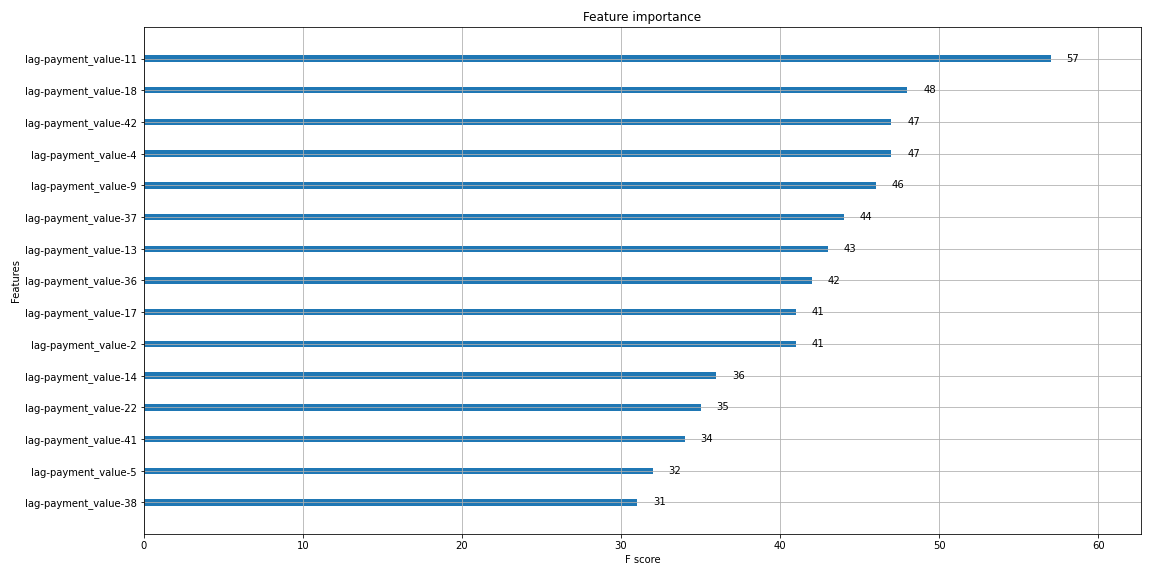 Feature importance
lag-payment_value-11 57
lag-payment_value-18 48
lag-payment_value-42 47
lag-payment_value-4 47
lag-payment_value-9 46
lag-payment_value-37 44
lag-payment_value-13 43
lag-payment_value-36 42
lag-payment_value-17 41
lag-payment_value-2 41
lag-payment_value-14 36
lag-payment_value-22 35
lag-payment_value-41 34
lag-payment_value-5 32
lag-payment_value-38 31
Features
0 10 20 30 40 50 60
F score